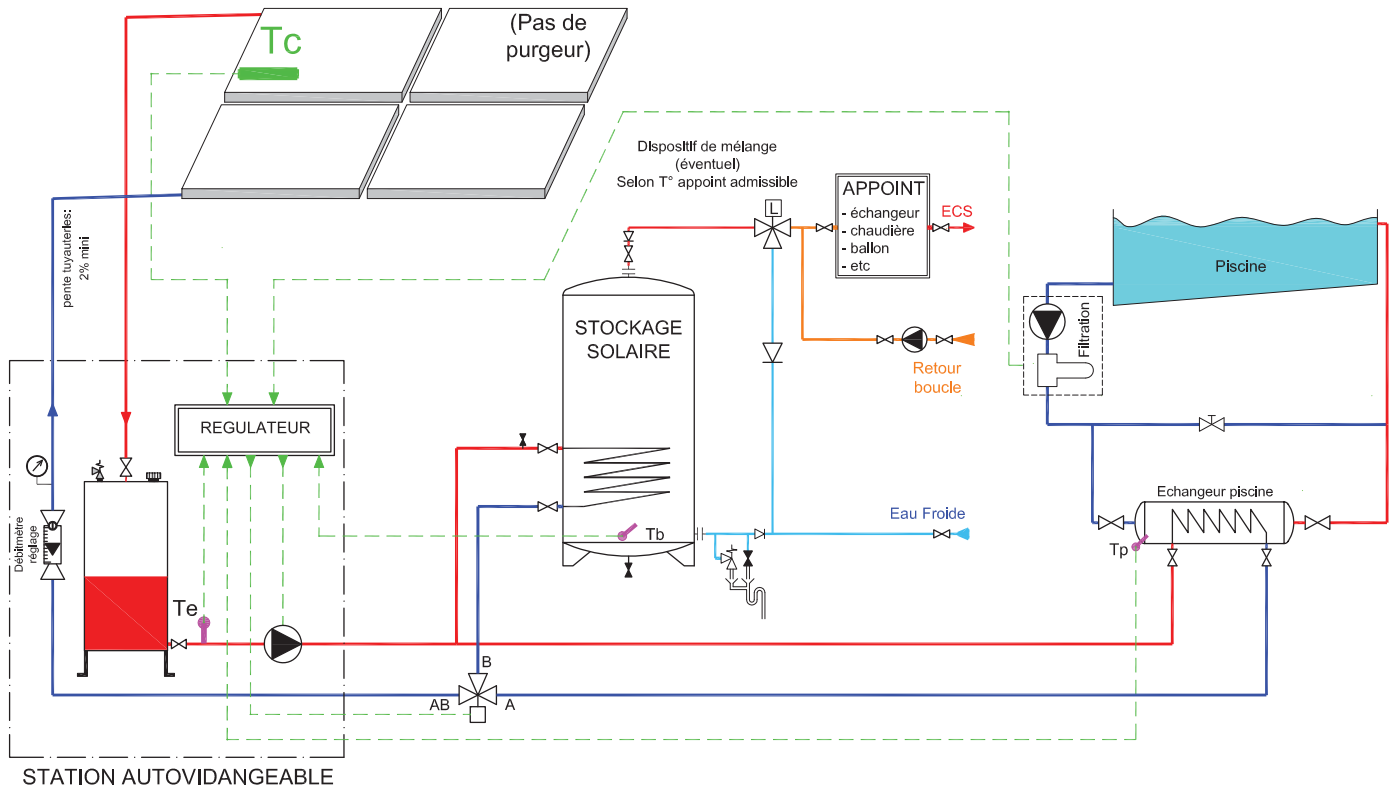 Tc
(Pas de
purgeur)
pente tuyauteries:
2% mini
Dispositif de mélange
(éventuel)
Selon T° appoint admissible
L
APPOINT
- échangeur
- chaudière
- ballon
- etc
ECS
Retour
boucle
Piscine
Filtration
STOCKAGE
SOLAIRE
REGULATEUR
Débitmètre
réglage
Te
Tb
Eau Froide
Echangeur piscine
Tp
B
AB
A
STATION AUTOVIDANGEABLE